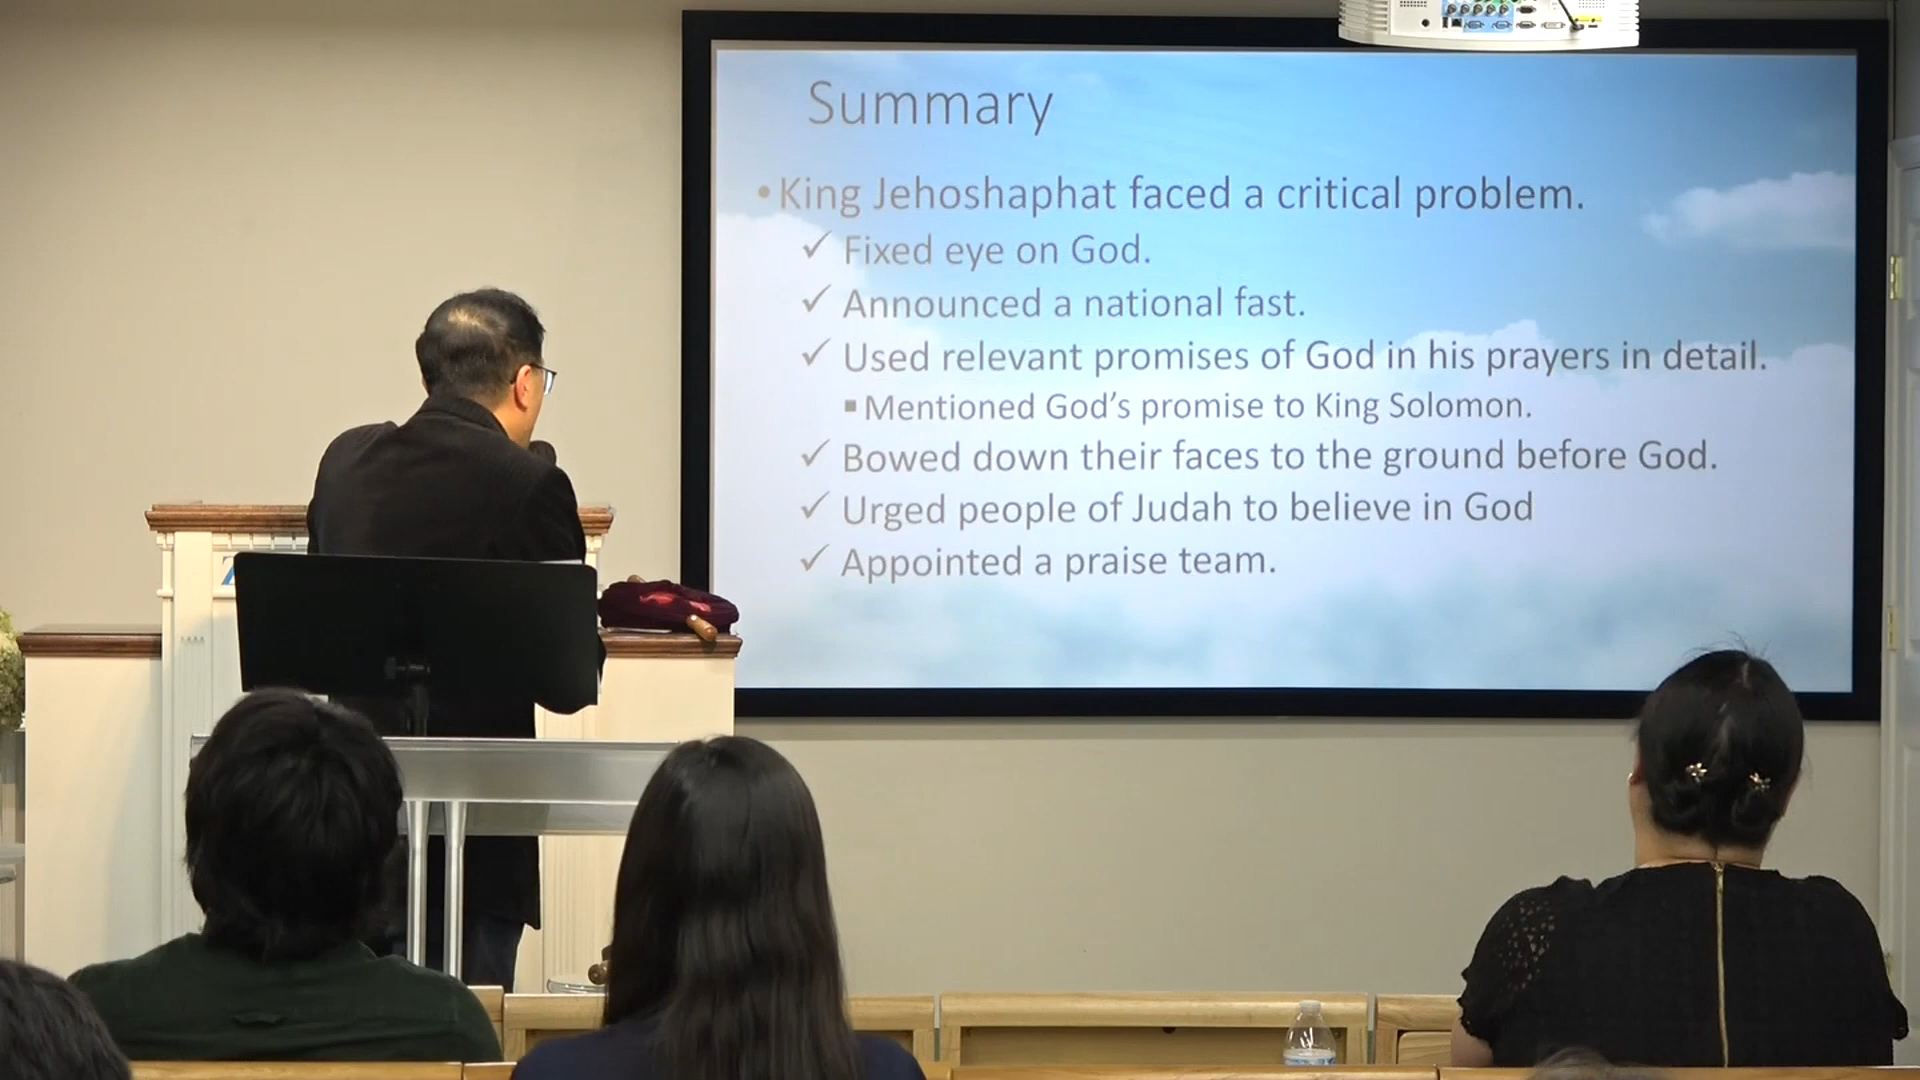 Summary
• King Jehoshaphat faced a critical problem.
✓ Fixed eye on God.
✓ Announced a national fast.
✓ Used relevant promises of God in his prayers in detail.
▪ Mentioned God’s promise to King Solomon.
✓ Bowed down their faces to the ground before God.
✓ Urged people of Judah to believe in God
✓ Appointed a praise team.